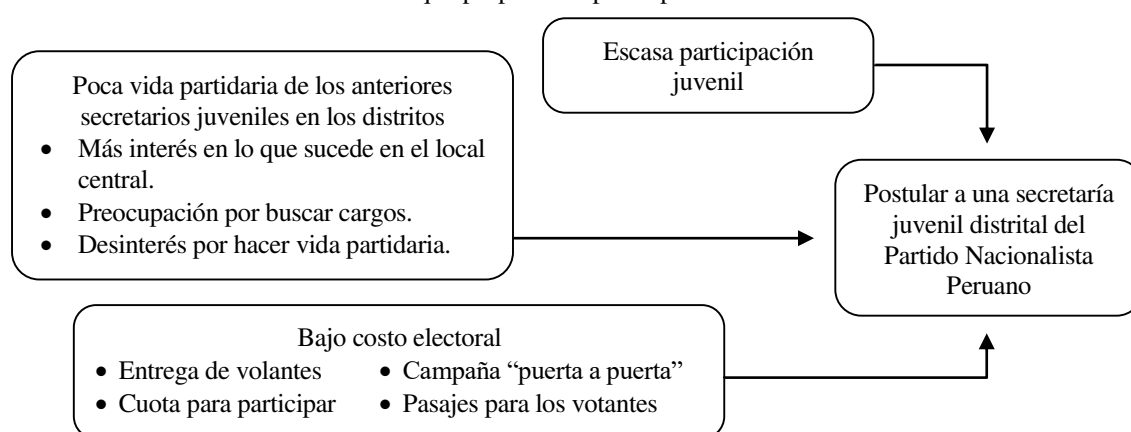 Escasa participación
juvenil
Poca vida partidaria de los anteriores
secretarios juveniles en los distritos
• Más interés en lo que sucede en el local
central.
• Preocupación por buscar cargos.
• Desinterés por hacer vida partidaria.
Postular a una secretaría
juvenil distrital del
Partido Nacionalista
Peruano
Bajo costo electoral
• Entrega de volantes • Campaña “puerta a puerta”
• Cuota para participar • Pasajes para los votantes